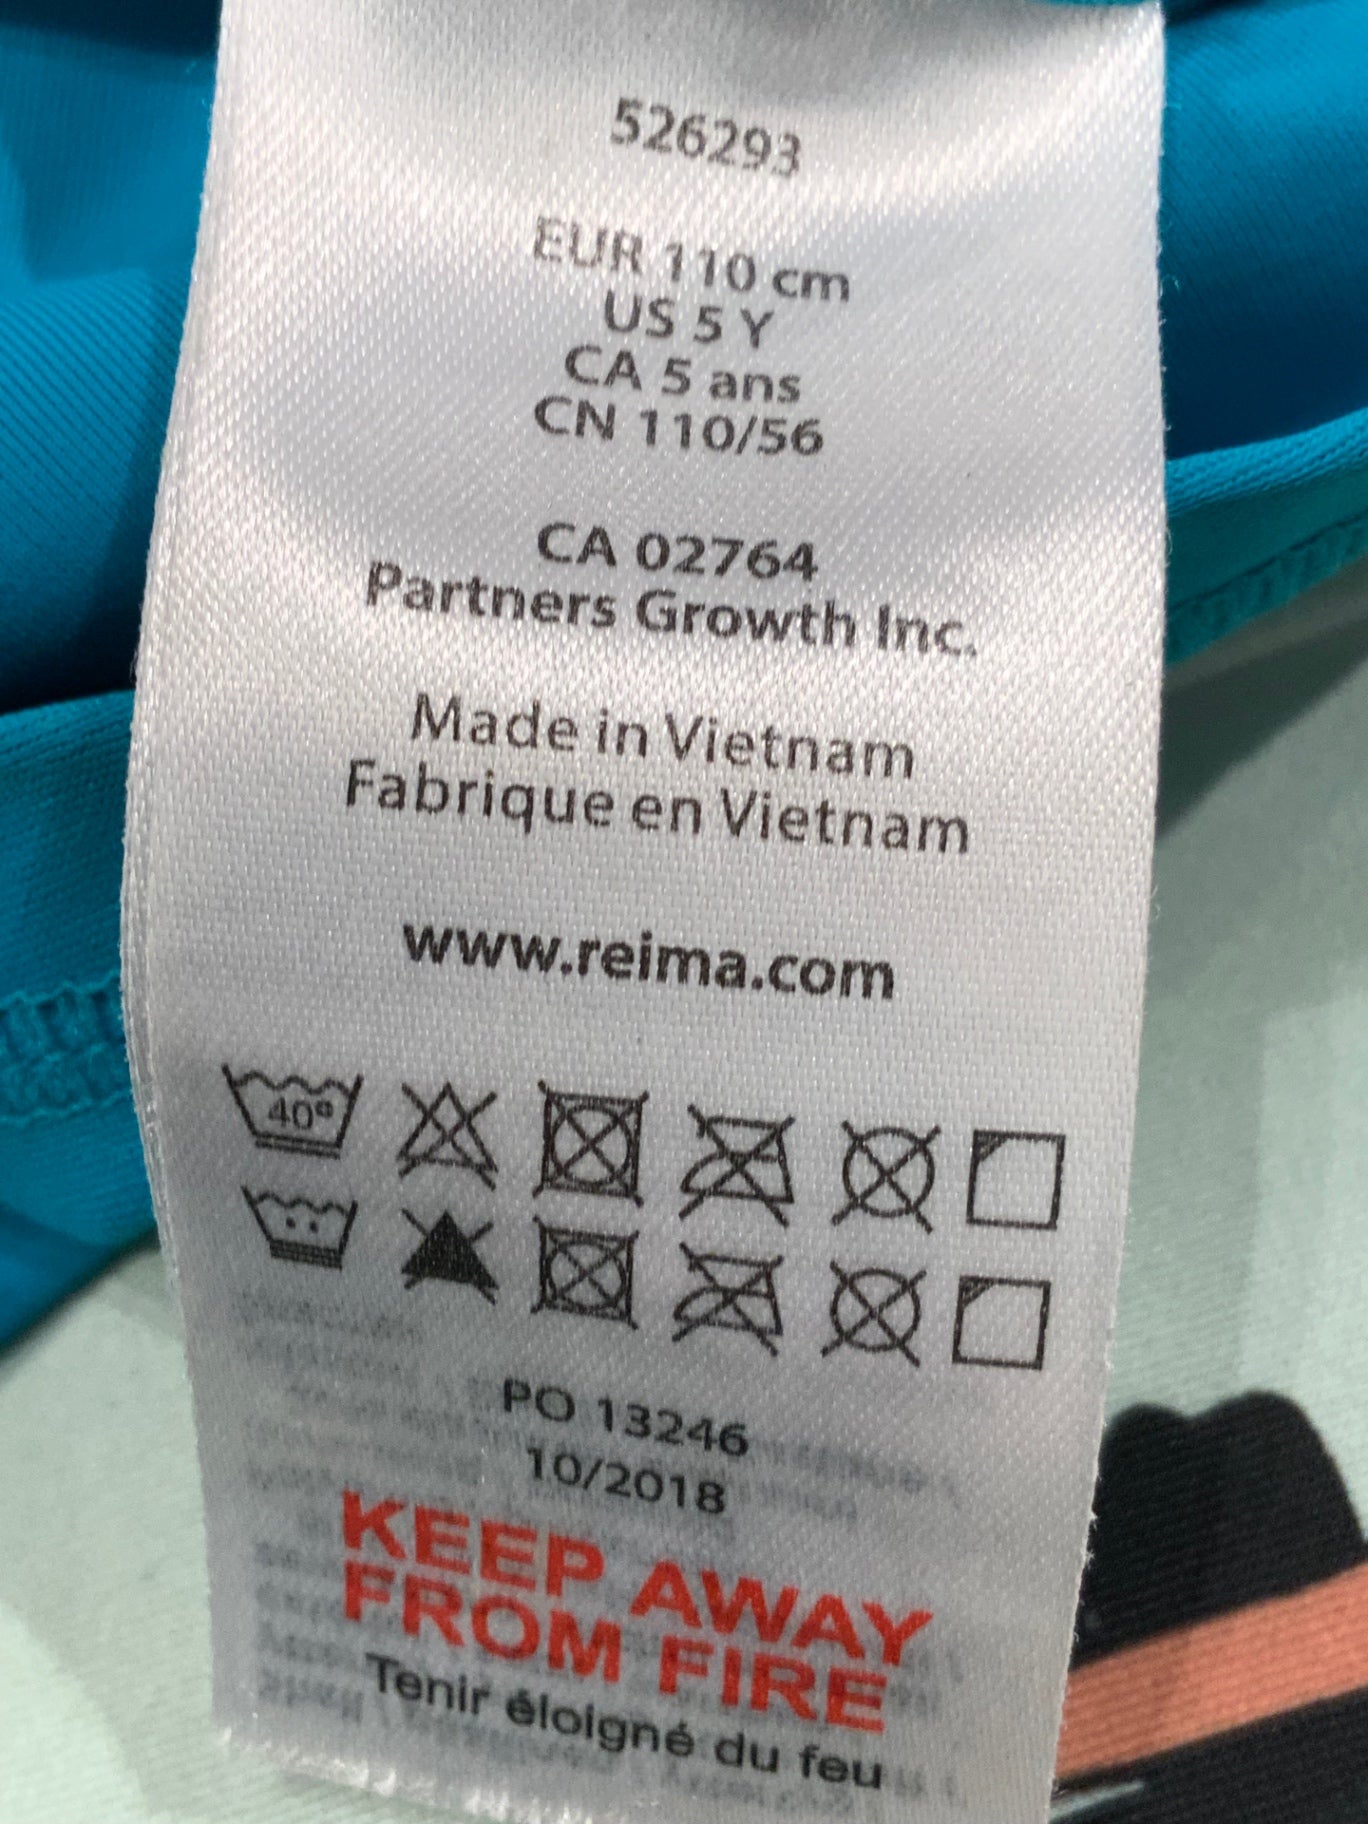 526293
EUR 110 cm
US 5 Y
CA 5 ans
CN 110/56
CA 02764
Partners Growth Inc.
Made in Vietnam
Fabrique en Vietnam
www.reima.com
40°
PO 13246
10/2018
KEEP AWAY
FROM FIRE
Tenir éloigné du feu